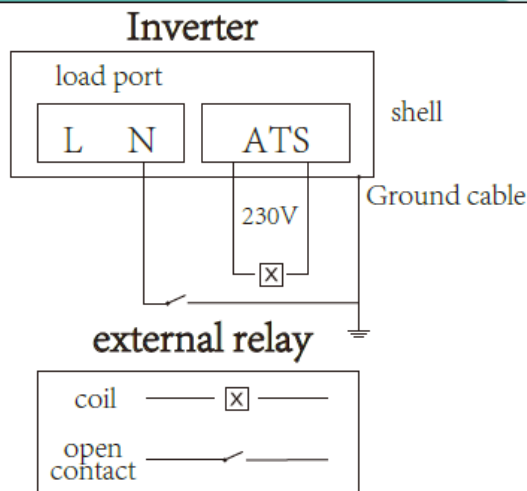 Inverter
load port
L N
ATS
shell
Ground cable
230V
X
external relay
coil
X
open
contact